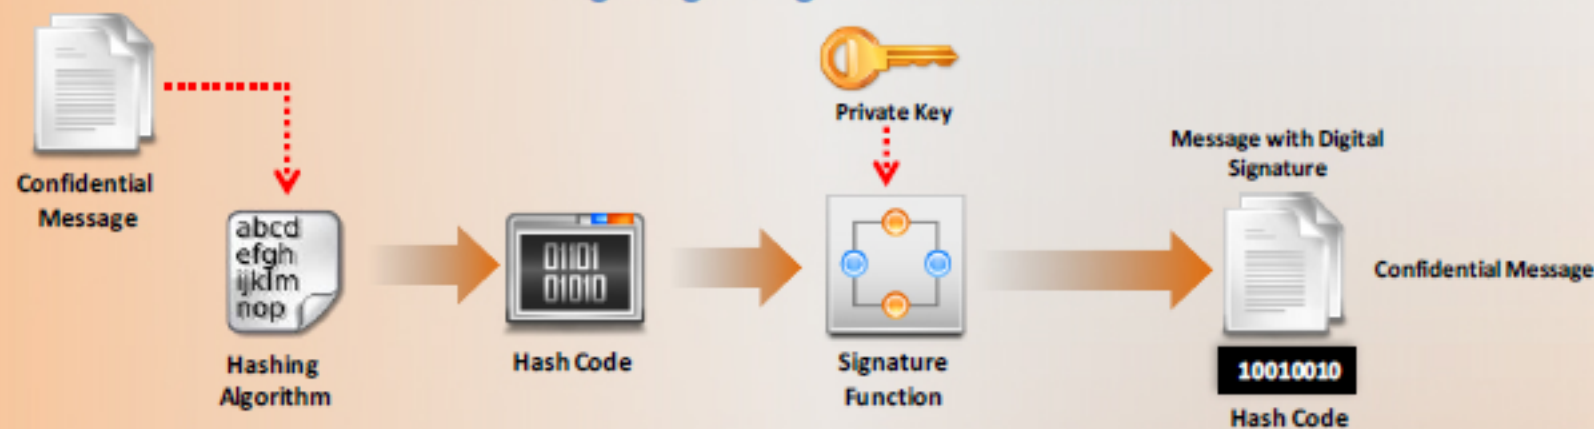 Private Key
Message with Digital
Signature
Confidential
Message
abcd
efgh
ijklm
nop
01101
01010
Confidential Message
Hashing
Algorithm
Hash Code
Signature
Function
10010010
Hash Code